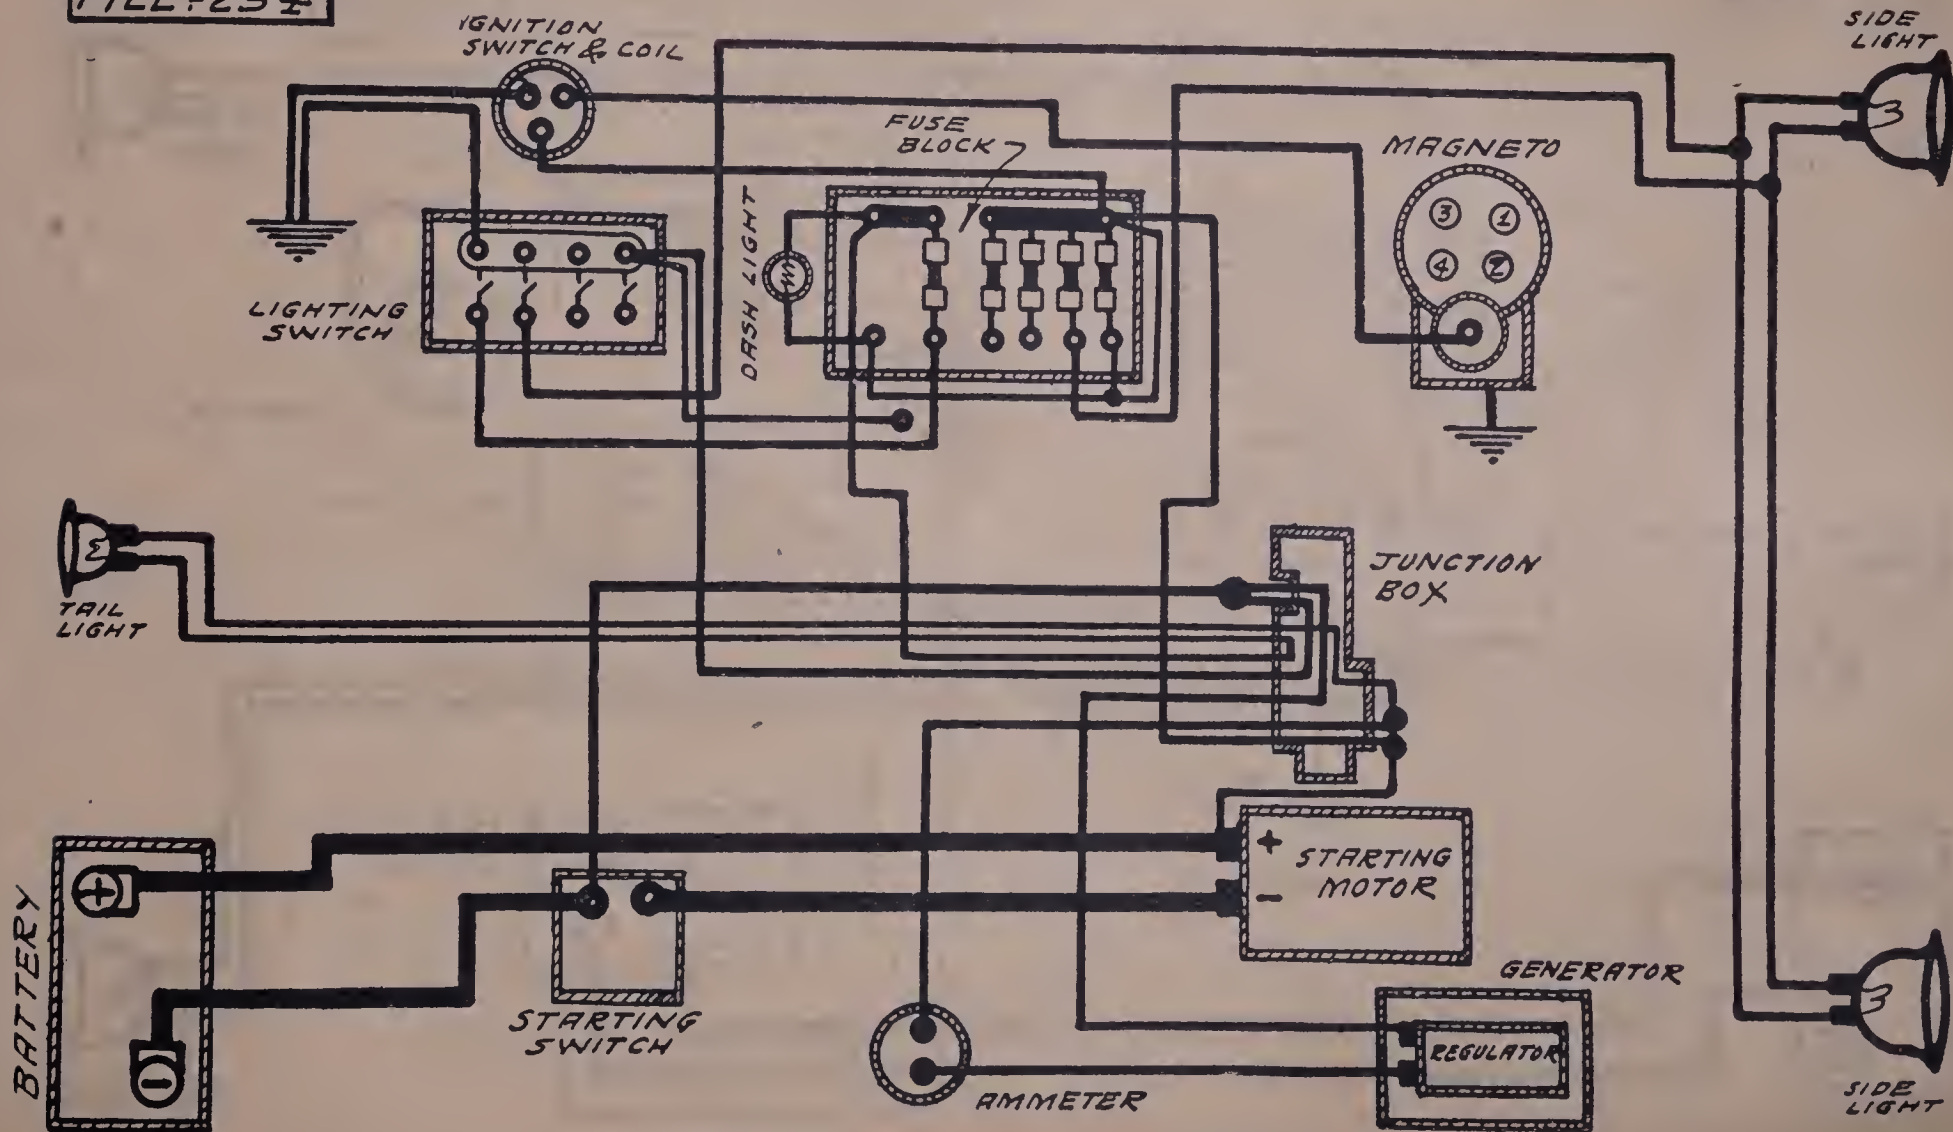 IGNITION
SWITCH & COIL
SIDE
LIGHT
FUSE
BLOCK
MAGNETO
DASH LIGHT
3 1
4 2
LIGHTING
SWITCH
JUNCTION
BOX
TAIL
LIGHT
BATTERY
+
-
+
-
STARTING
MOTOR
STARTING
SWITCH
GENERATOR
REGULATOR
AMMETER
SIDE
LIGHT